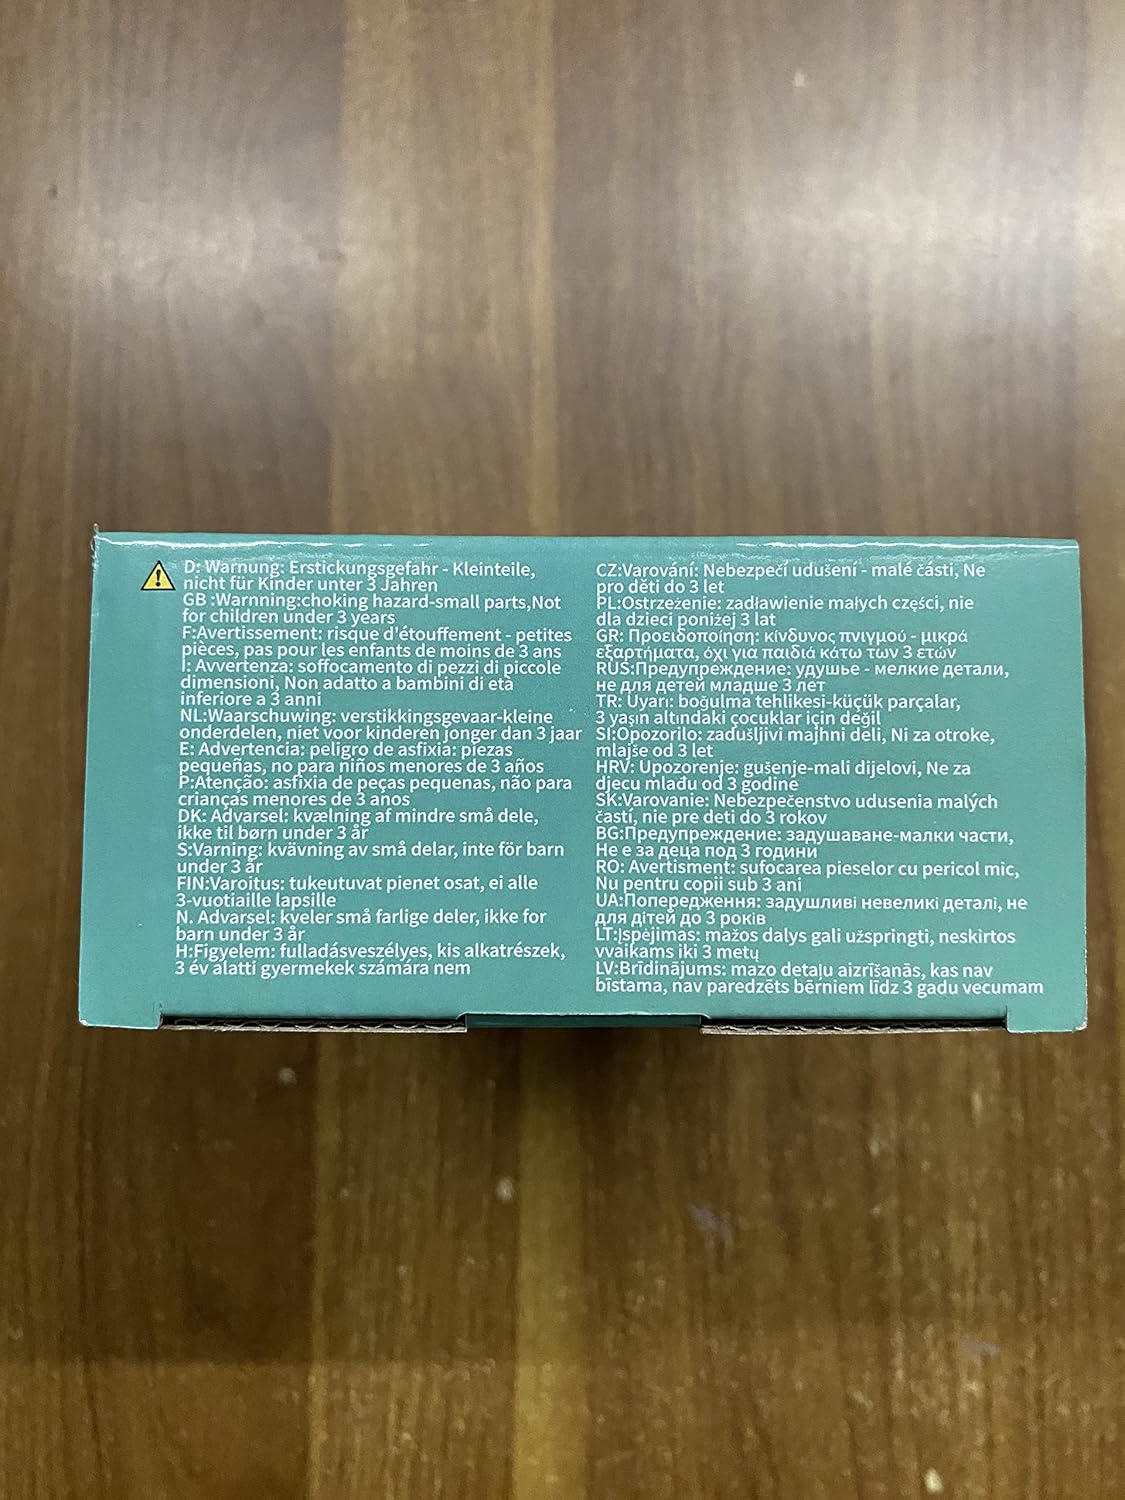 D: Warnung: Erstickungsgefahr - Kleinteile,
nicht für Kinder unter 3 Jahren
GB :Warnning:choking hazard-small parts,Not
for children under 3 years
F:Avertissement: risque d'étouffement - petites
pièces, pas pour les enfants de moins de 3 ans
I: Avvertenza: soffocamento di pezzi di piccole
dimensioni, Non adatto a bambini di età
inferiore a 3 anni
NL:Waarschuwing: verstikkingsgevaar-kleine
onderdelen, niet voor kinderen jonger dan 3 jaar
E: Advertencia: peligro de asfixia: piezas
pequeñas, no para niños menores de 3 años
P:Atenção: asfixia de peças pequenas, não para
crianças menores de 3 anos
DK: Advarsel: kvælning af mindre små dele,
ikke til børn under 3 år
S:Varning: kvävning av små delar, inte för barn
under 3 år
FIN:Varoitus: tukeutuvat pienet osat, ei alle
3-vuotiaille lapsille
N. Advarsel: kveler små farlige deler, ikke for
barn under 3 år
H:Figyelem: fulladásveszélyes, kis alkatrészek,
3 év alatti gyermekek számára nem
CZ:Varování: Nebezpečí udušení - malé části, Ne
pro děti do 3 let
PL:Ostrzeżenie: zadławienie małych części, nie
dla dzieci poniżej 3 lat
GR: Προειδοποίηση: κίνδυνος πνιγμού - μικρά
εξαρτήματα, όχι για παιδιά κάτω των 3 ετών
RUS:Предупреждение: удушье - мелкие детали,
не для детей младше 3 лет
TR: Uyarı: boğulma tehlikesi-küçük parçalar,
3 yaşın altındaki çocuklar için değil
SI:Opozorilo: zadušljivi majhni deli, Ni za otroke,
mlajše od 3 let
HRV: Upozorenje: gušenje-mali dijelovi, Ne za
djecu mlađu od 3 godine
SK:Varovanie: Nebezpečenstvo udusenia malých
častí, nie pre deti do 3 rokov
BG:Предупреждение: задушаване-малки части,
Не е за деца под 3 години
RO: Avertisment: sufocarea pieselor cu pericol mic,
Nu pentru copii sub 3 ani
UA:Попередження: задушливі невеликі деталі, не
для дітей до 3 років
LT:Įspėjimas: mažos dalys gali užspringti, neskirtos
vvaikams iki 3 metų
LV:Brīdinājums: mazo detaļu aizrīšanās, kas nav
bīstama, nav paredzēts bērniem līdz 3 gadu vecumam